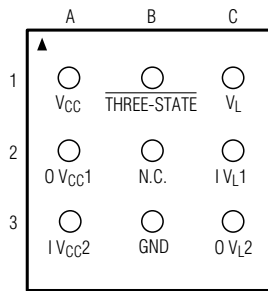 A B C
1
V_CC THREE-STATE V_L
2
O V_CC1 N.C. I V_L1
3
I V_CC2 GND O V_L2